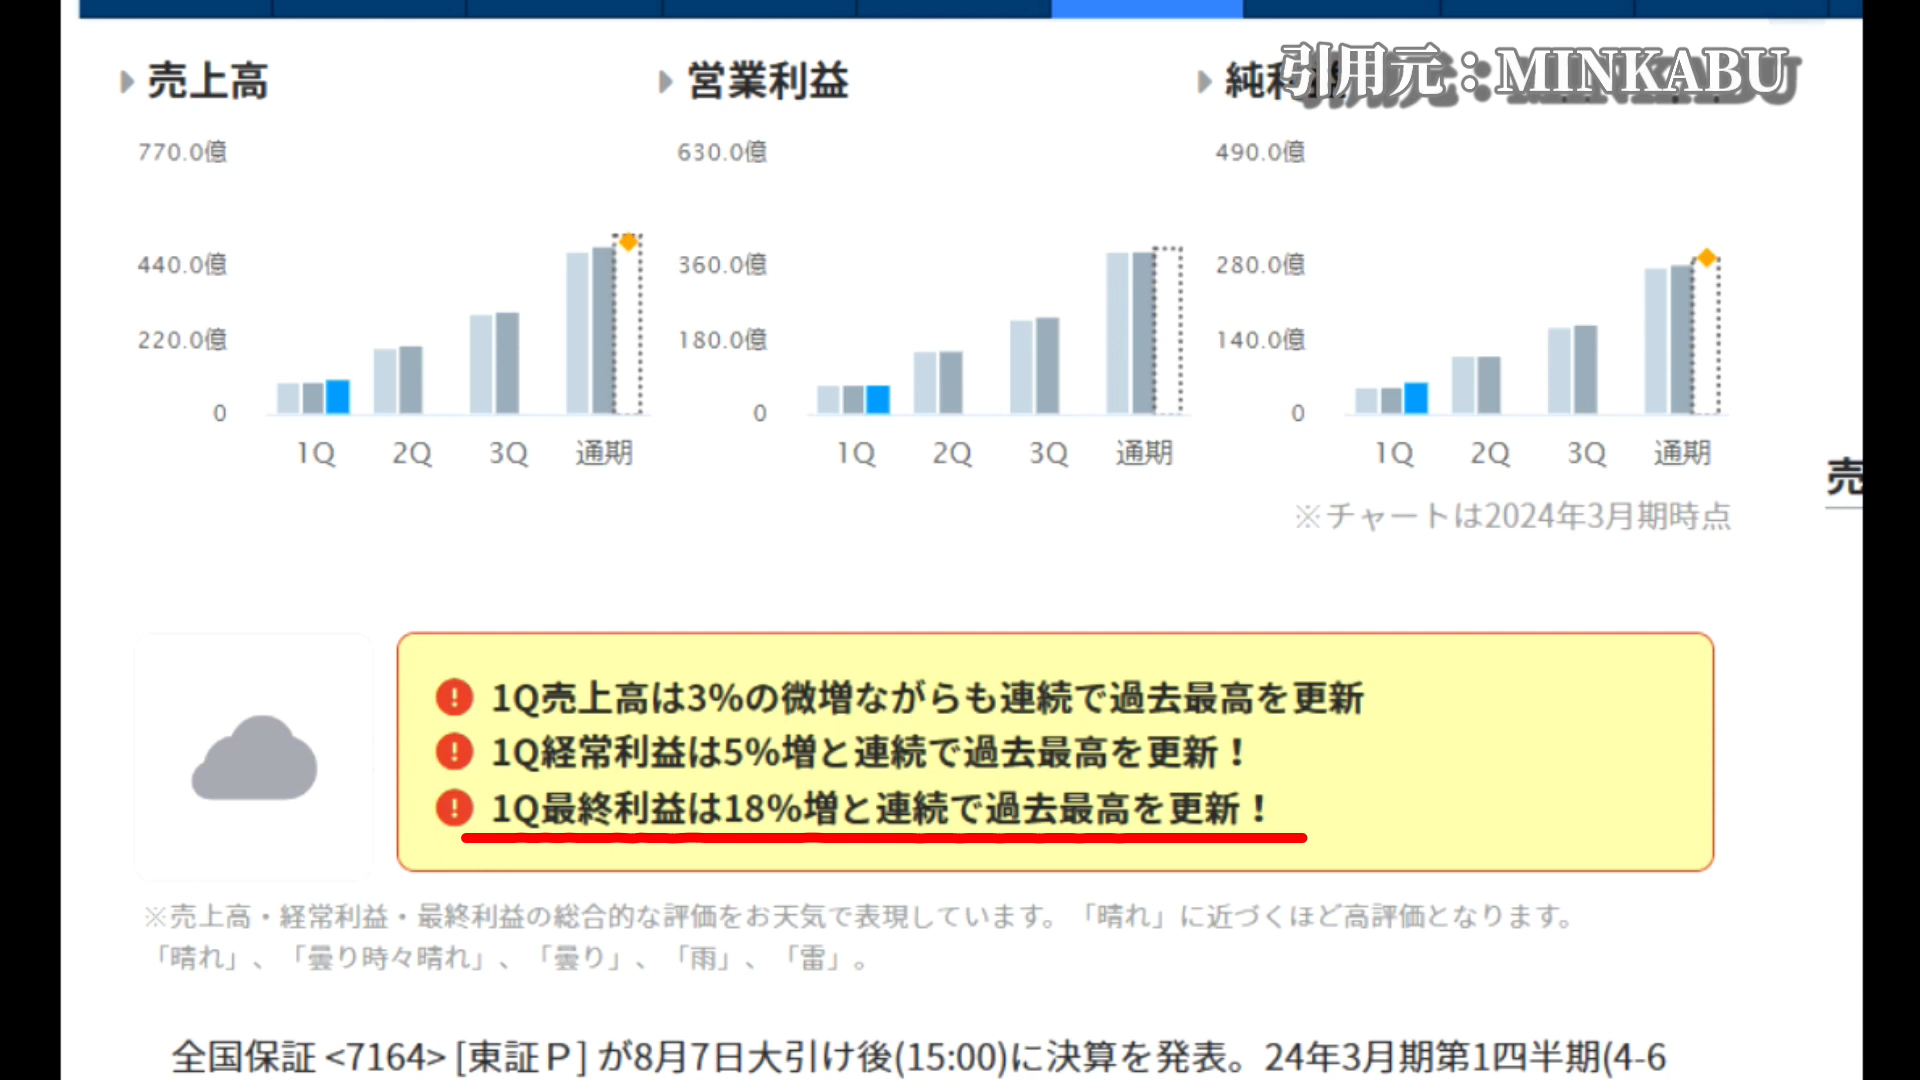 引用元：MINKABU
売上高
770.0億
440.0億
220.0億
0
1Q 2Q 3Q 通期
営業利益
630.0億
360.0億
180.0億
0
1Q 2Q 3Q 通期
純利
490.0億
280.0億
140.0億
0
1Q 2Q 3Q 通期
※チャートは2024年3月期時点
売
1Q売上高は3%の微増ながらも連続で過去最高を更新
1Q経常利益は5%増と連続で過去最高を更新！
1Q最終利益は18%増と連続で過去最高を更新！
※売上高・経常利益・最終利益の総合的な評価をお天気で表現しています。「晴れ」に近づくほど高評価となります。
「晴れ」、「曇り時々晴れ」、「曇り」、「雨」、「雷」。
全国保証 <7164> [東証Ｐ] が8月7日大引け後(15:00)に決算を発表。24年3月期第1四半期(4-6